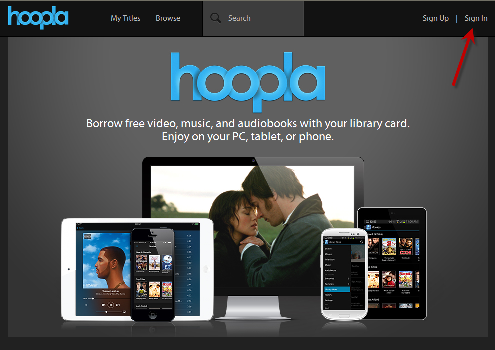 hoopla
My Titles Browse Search Sign Up | Sign In
hoopla
Borrow free video, music, and audiobooks with your library card.
Enjoy on your PC, tablet, or phone.